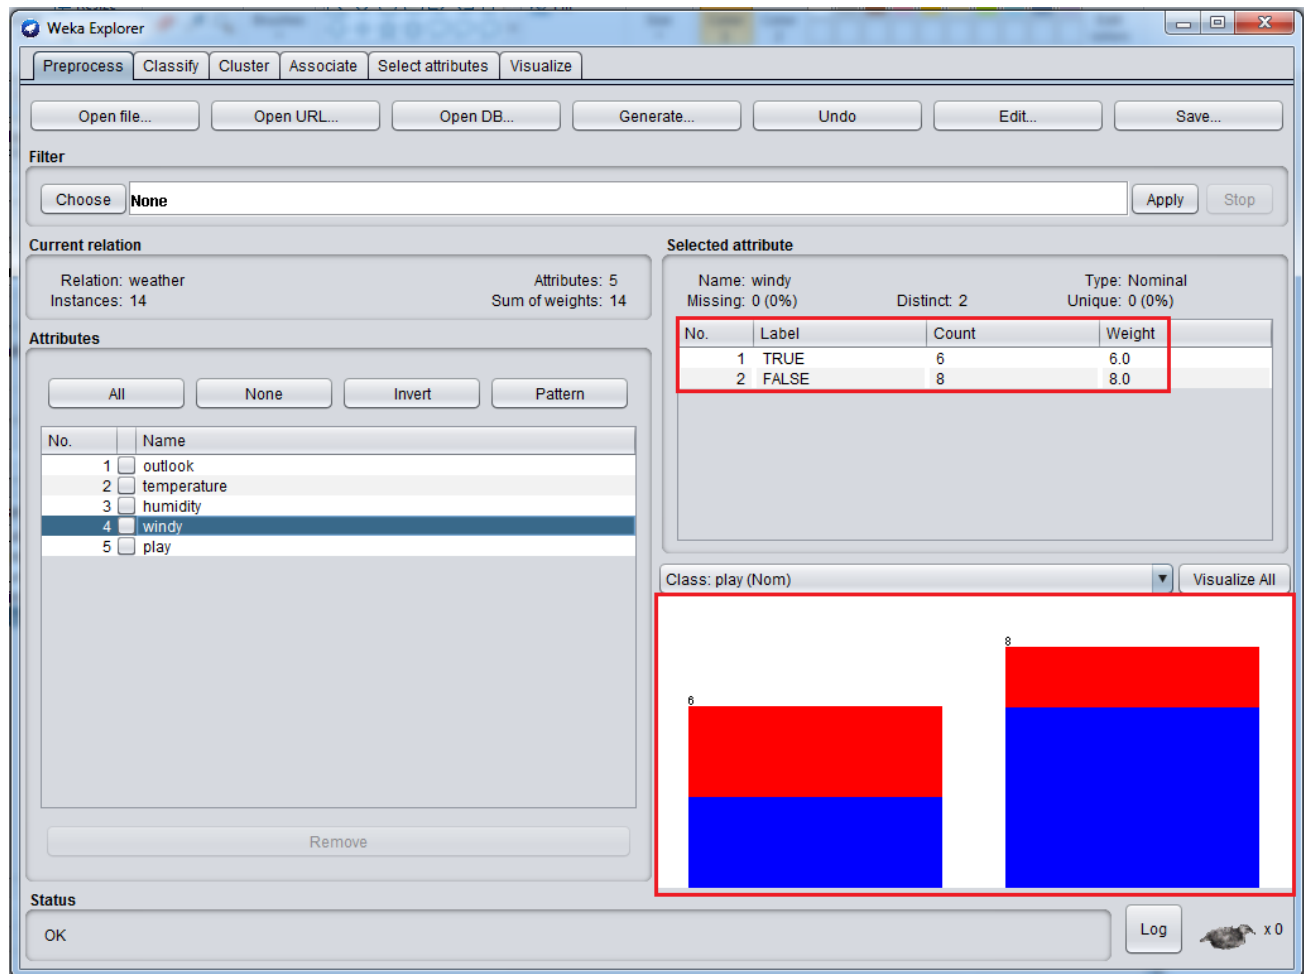 Weka Explorer
Preprocess Classify Cluster Associate Select attributes Visualize
Open file... Open URL... Open DB... Generate... Undo Edit... Save...
Filter
Choose None Apply Stop
Current relation
Relation: weather Attributes: 5
Instances: 14 Sum of weights: 14
Attributes
All None Invert Pattern
No. Name
1 outlook
2 temperature
3 humidity
4 windy
5 play
Remove
Selected attribute
Name: windy Type: Nominal
Missing: 0 (0%) Distinct: 2 Unique: 0 (0%)
No. Label Count Weight
1 TRUE 6 6.0
2 FALSE 8 8.0
Class: play (Nom) Visualize All
6
8
Status
OK
Log x 0